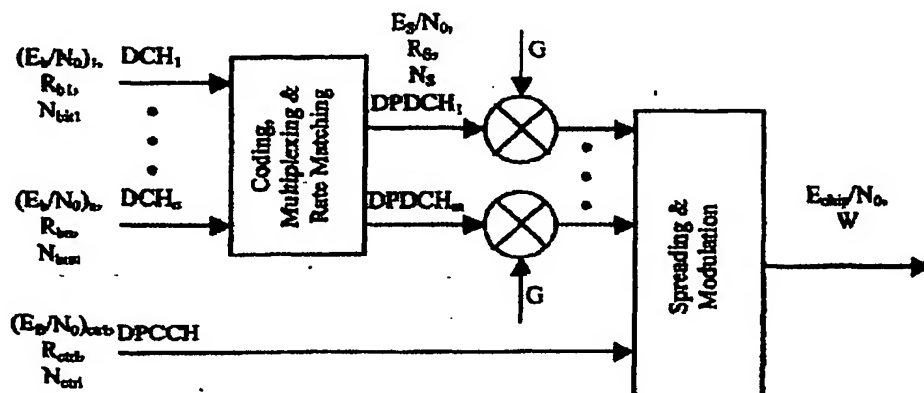 (Eb/N0)1,
Rb1,
Nbit1
DCH1
Coding,
Multiplexing &
Rate Matching
ES/N0,
RS,
NS
DPDCH1
G
(Eb/N0)n,
Rbn,
Nbitn
DCHn
DPDCHm
G
Spreading &
Modulation
Echip/N0,
W
(EB/N0)ctrl,
Rctrl,
Nctrl
DPCCH